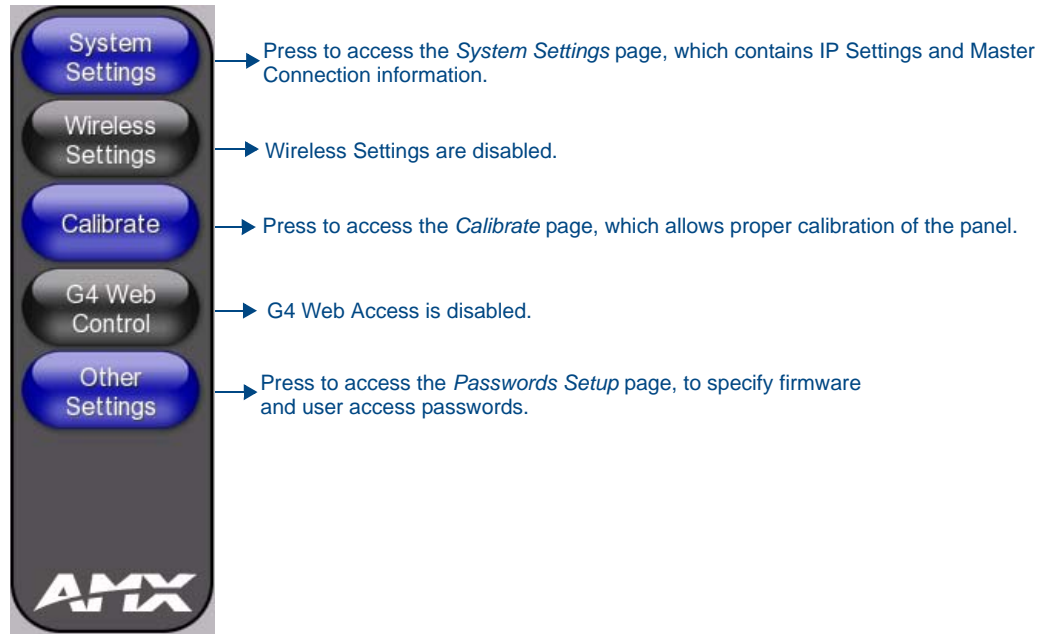 System
Settings
Press to access the System Settings page, which contains IP Settings and Master
Connection information.
Wireless
Settings
Wireless Settings are disabled.
Calibrate
Press to access the Calibrate page, which allows proper calibration of the panel.
G4 Web
Control
G4 Web Access is disabled.
Other
Settings
Press to access the Passwords Setup page, to specify firmware
and user access passwords.
AMX